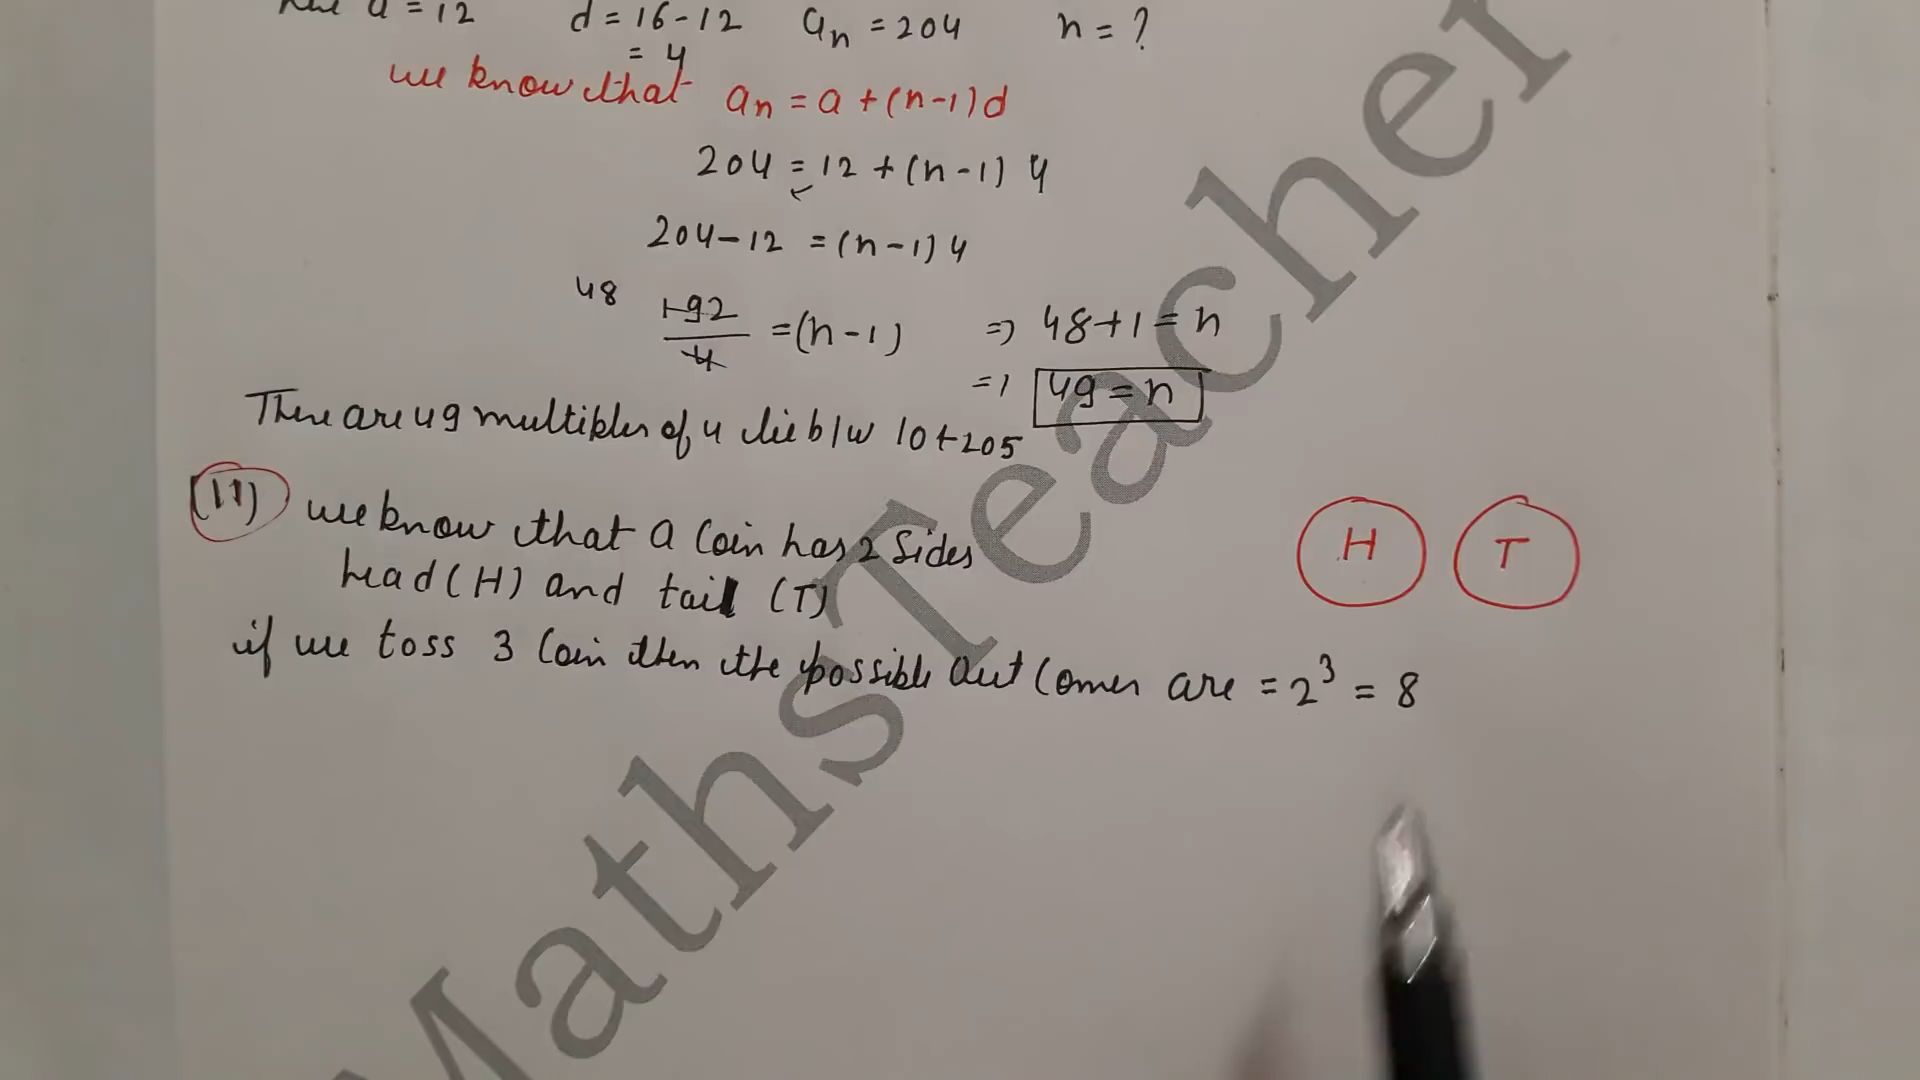 a = 12 d = 16-12 an = 204 n = ?
= 4
we know that an = a + (n-1)d
204 = 12 + (n-1) 4
204-12 = (n-1) 4
48 192/4 = (n-1) => 48+1 = n
=) 49 = n
There are 49 multiples of 4 lie b/w 10 + 205
(11) we know that a Coin has 2 Sides
head (H) and tail (T)
H T
if we toss 3 Coin then the possible Out Comes are = 2³ = 8
Maths Teacher